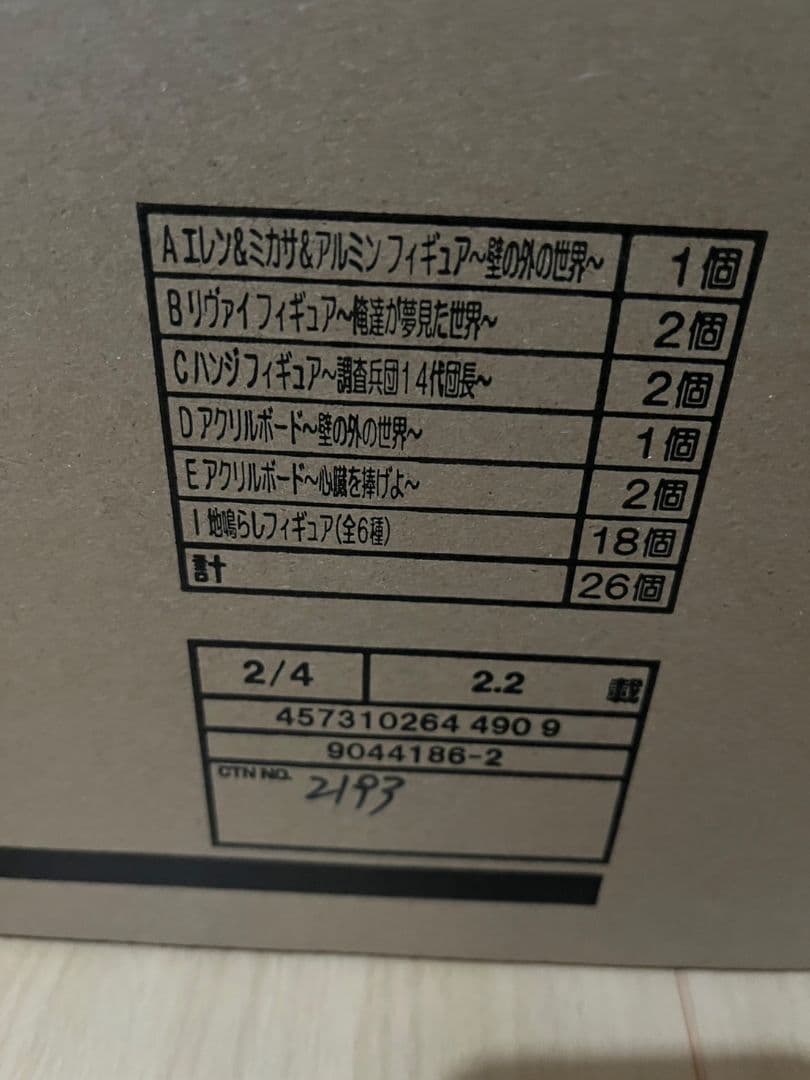 Aエレン&ミカサ&アルミン フィギュア~壁の外の世界~ 1個
Bリヴァイ フィギュア~俺達が夢見た世界~ 2個
Cハンジ フィギュア~調査兵団14代団長~ 2個
Dアクリルボード~壁の外の世界~ 1個
Eアクリルボード~心臓を捧げよ~ 2個
I 地鳴らしフィギュア(全6種) 18個
計 26個
2/4 2.2 載
457310264 490 9
9044186-2
CTN NO. 2193